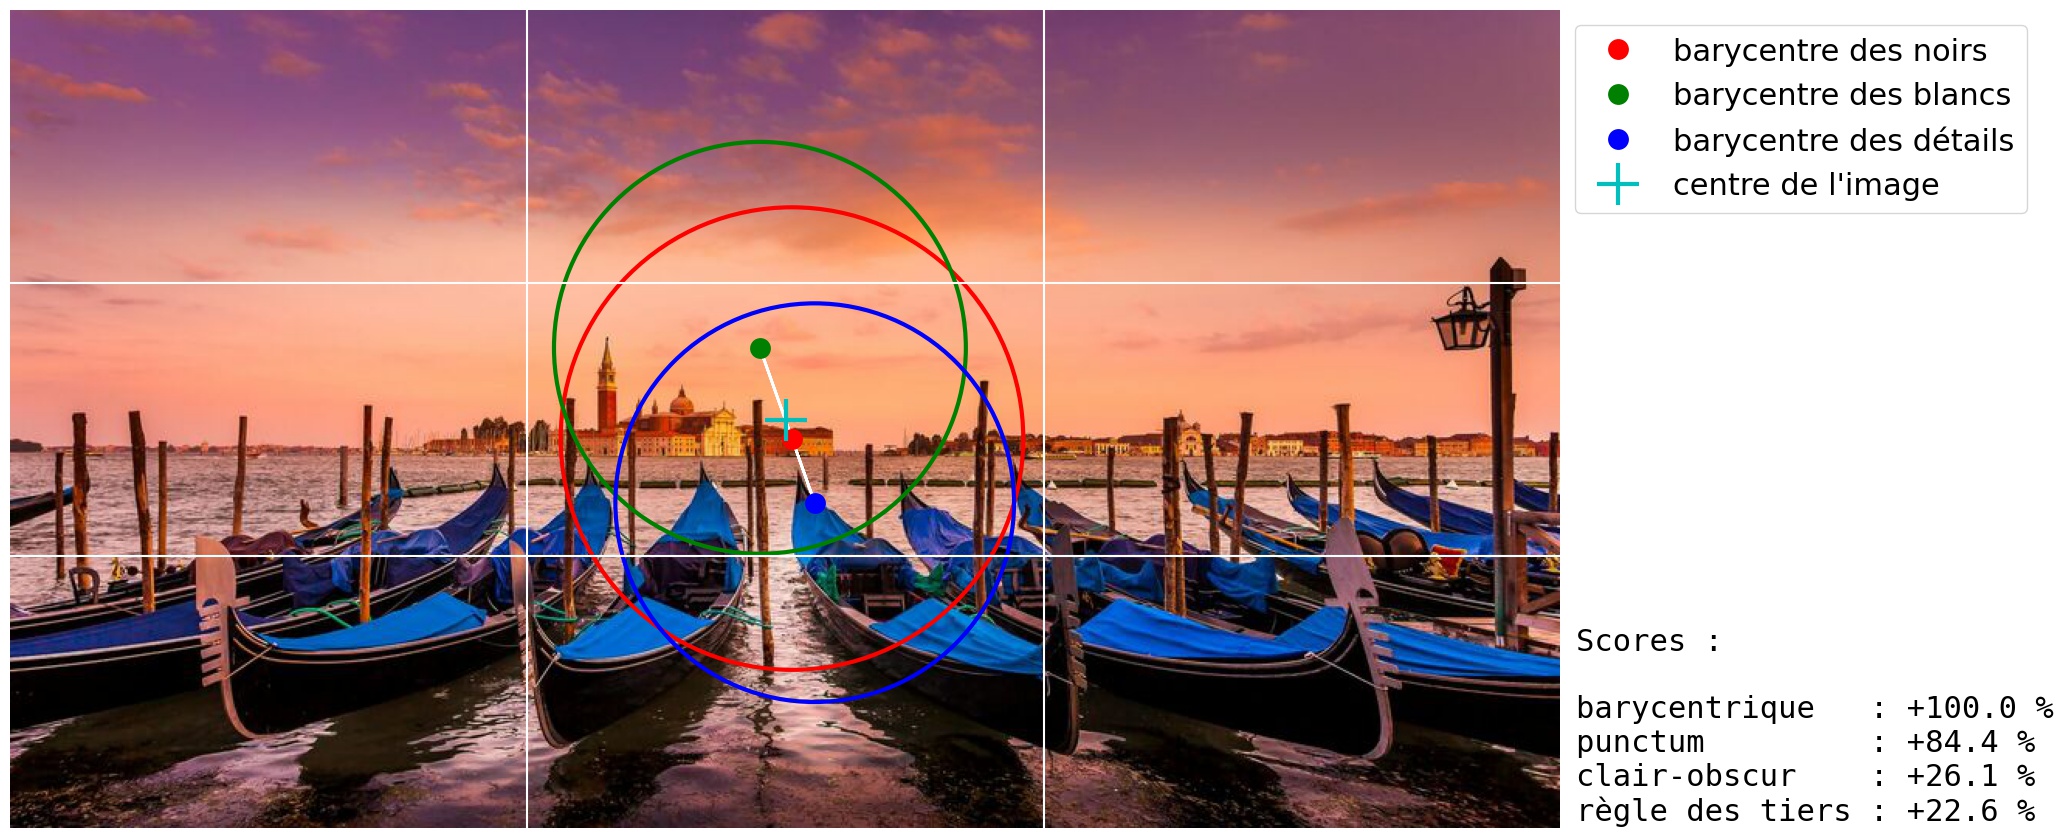 barycentre des noirs
barycentre des blancs
barycentre des détails
centre de l'image
Scores :
barycentrique : +100.0 %
punctum : +84.4 %
clair-obscur : +26.1 %
règle des tiers : +22.6 %